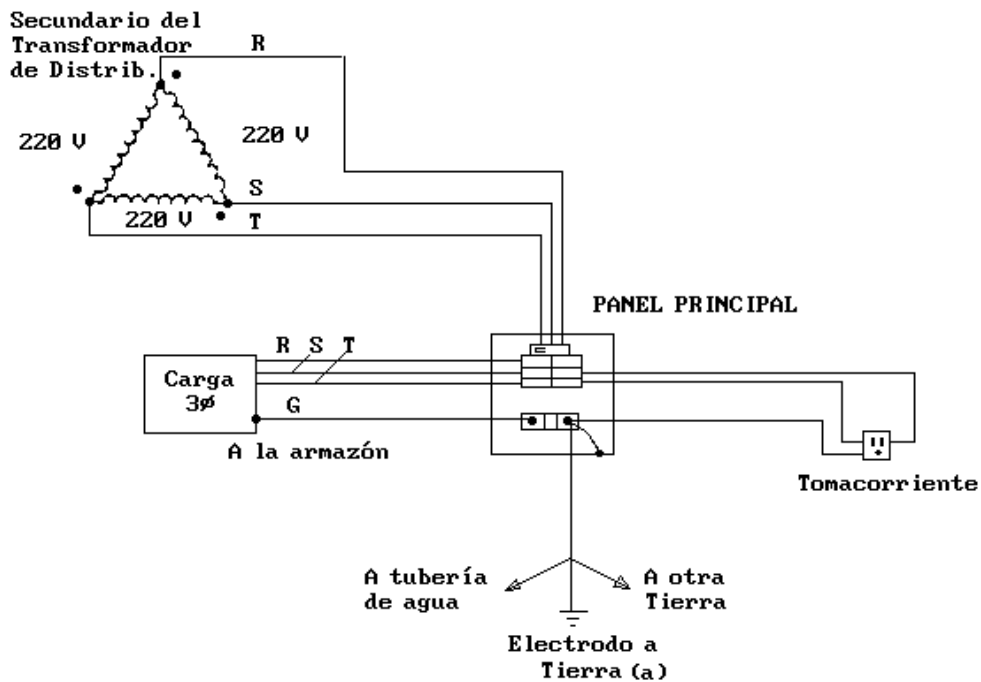 Secundario del
Transformador
de Distrib.
R
220 V
220 V
S
220 V
T
PANEL PRINCIPAL
R S T
Carga
3ø
G
A la armazón
Tomacorriente
A tubería
de agua
A otra
Tierra
Electrodo a
Tierra (a)